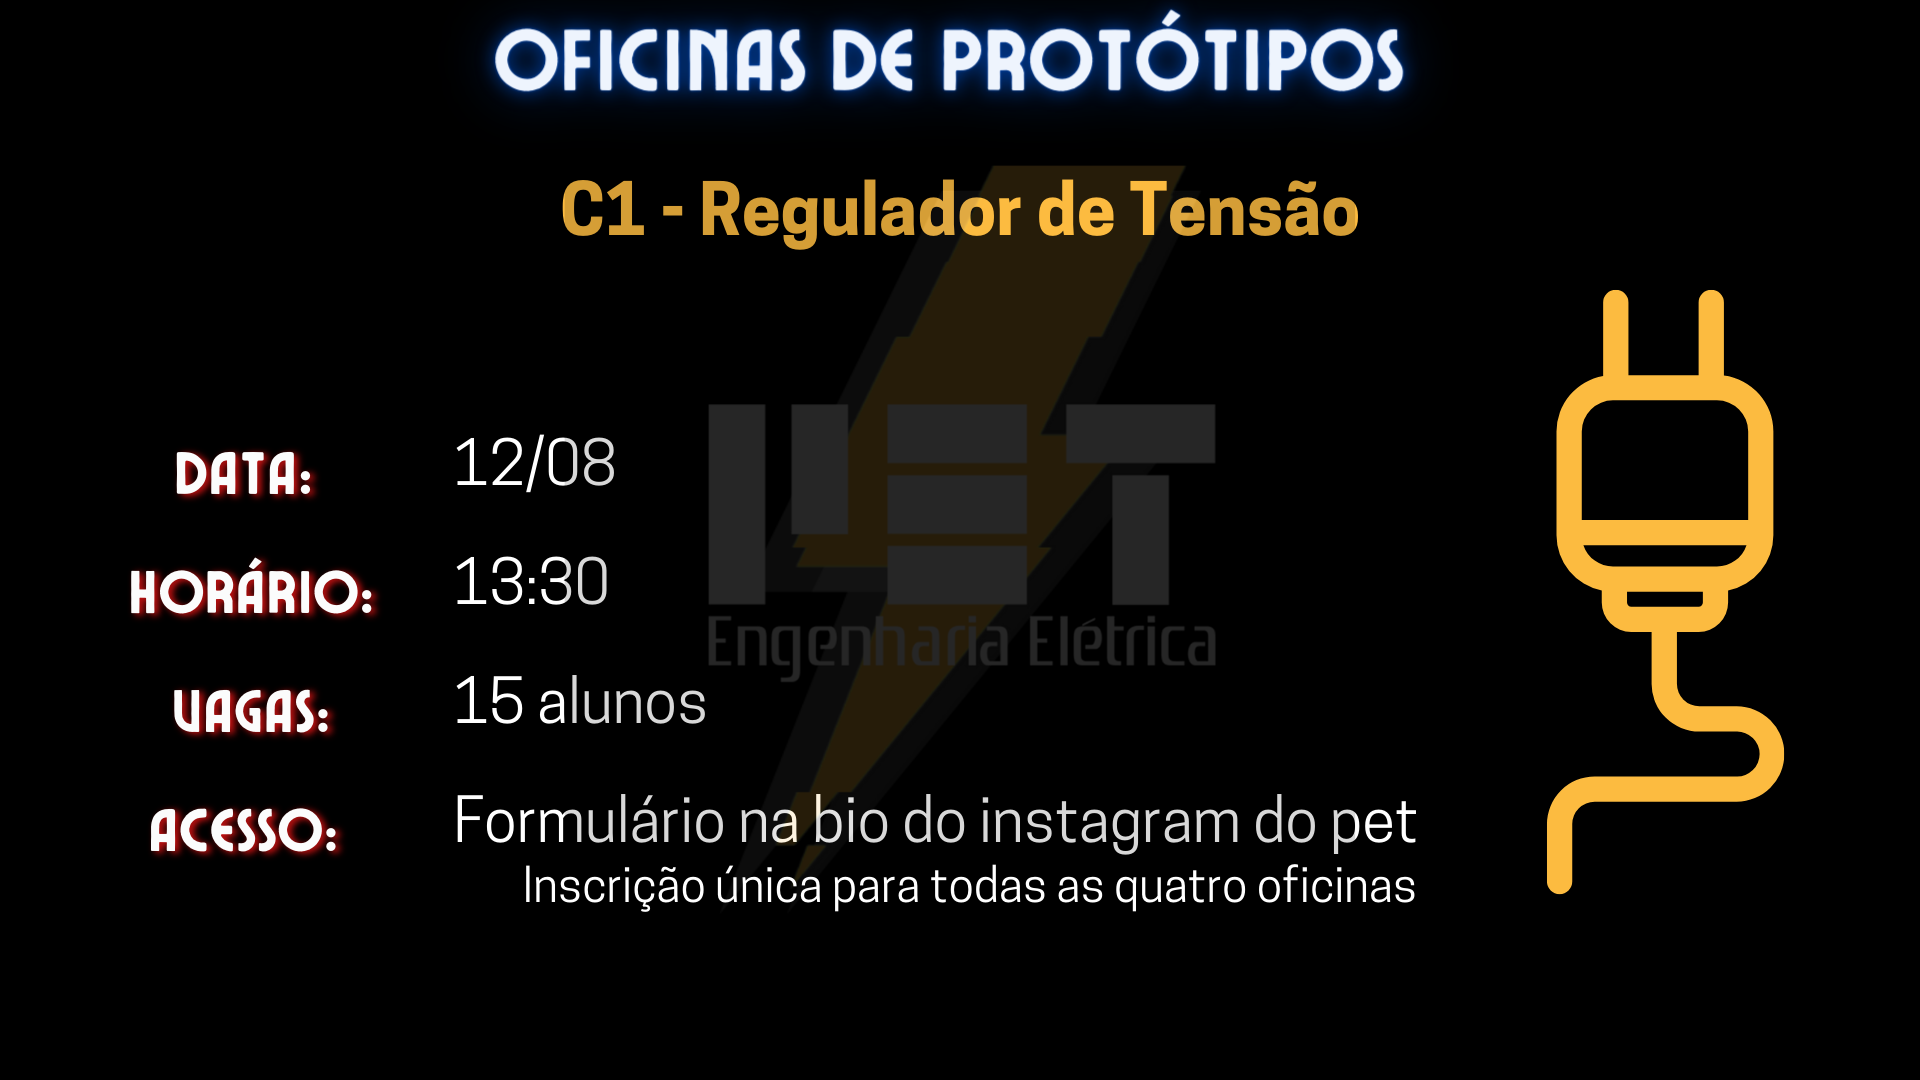 OFICINAS DE PROTÓTIPOS
C1 - Regulador de Tensão
DATA: 12/08
HORÁRIO: 13:30
VAGAS: 15 alunos
ACESSO: Formulário na bio do instagram do pet
Inscrição única para todas as quatro oficinas
PET
Engenharia Elétrica